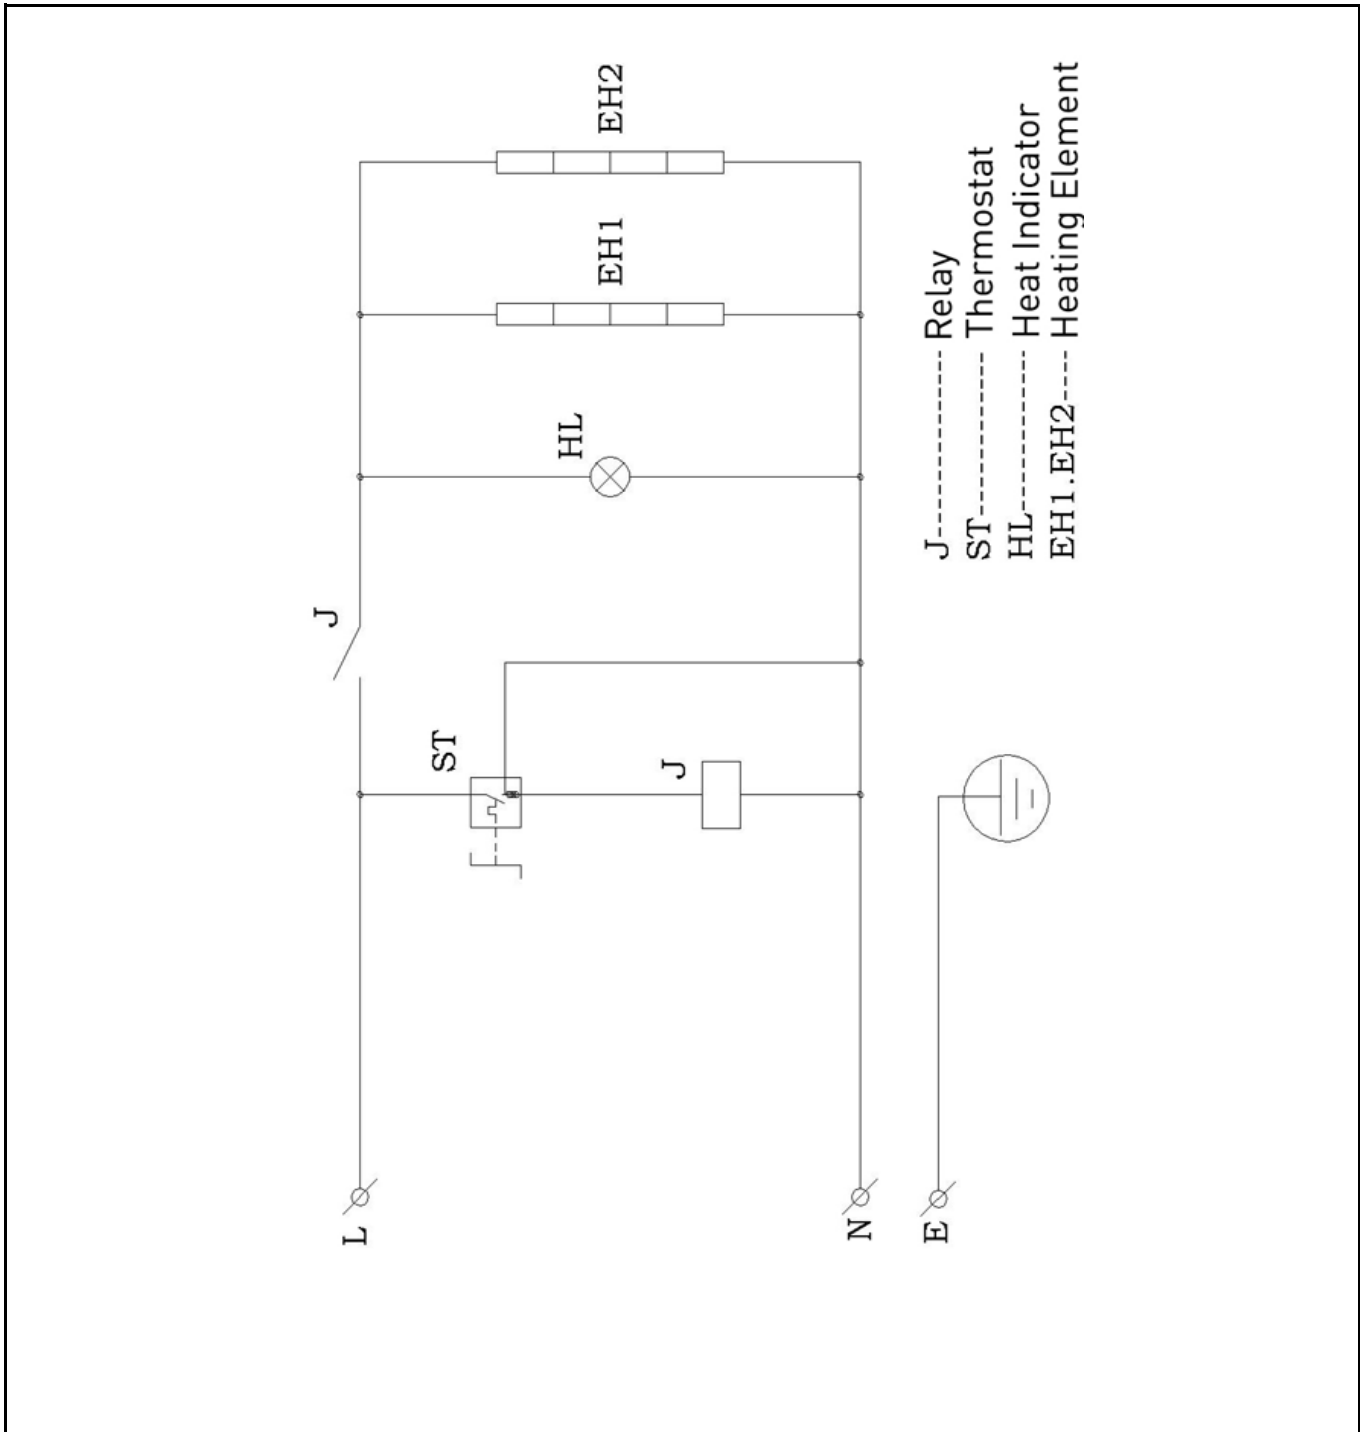 J
L
ST
HL
EH1 EH2
J
N
E
J-----------Relay
ST----------Thermostat
HL----------Heat Indicator
EH1.EH2----Heating Element